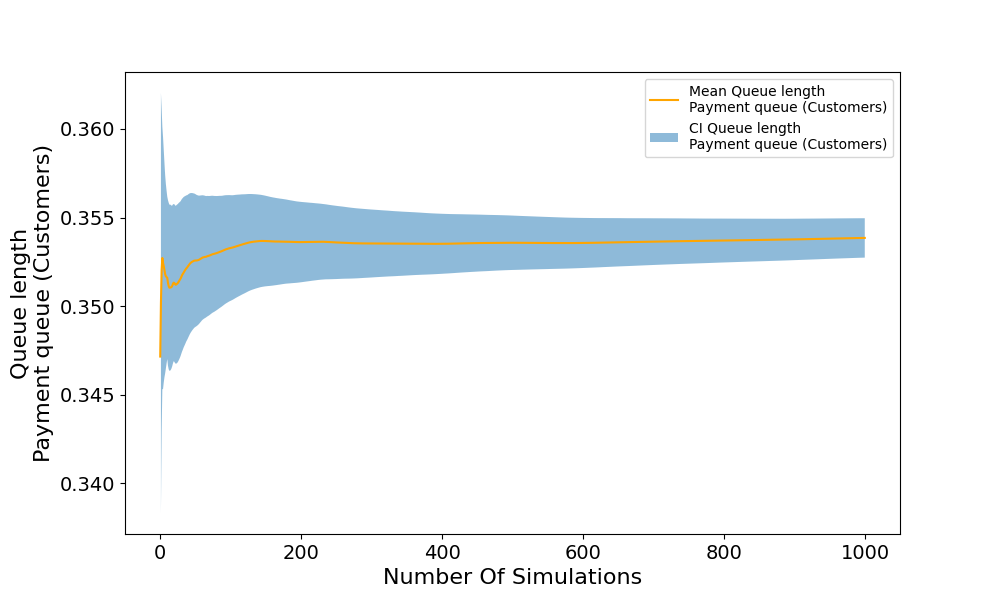 Mean Queue length
Payment queue (Customers)
CI Queue length
Payment queue (Customers)
0.360
0.355
0.350
0.345
0.340
Queue length
Payment queue (Customers)
0 200 400 600 800 1000
Number Of Simulations